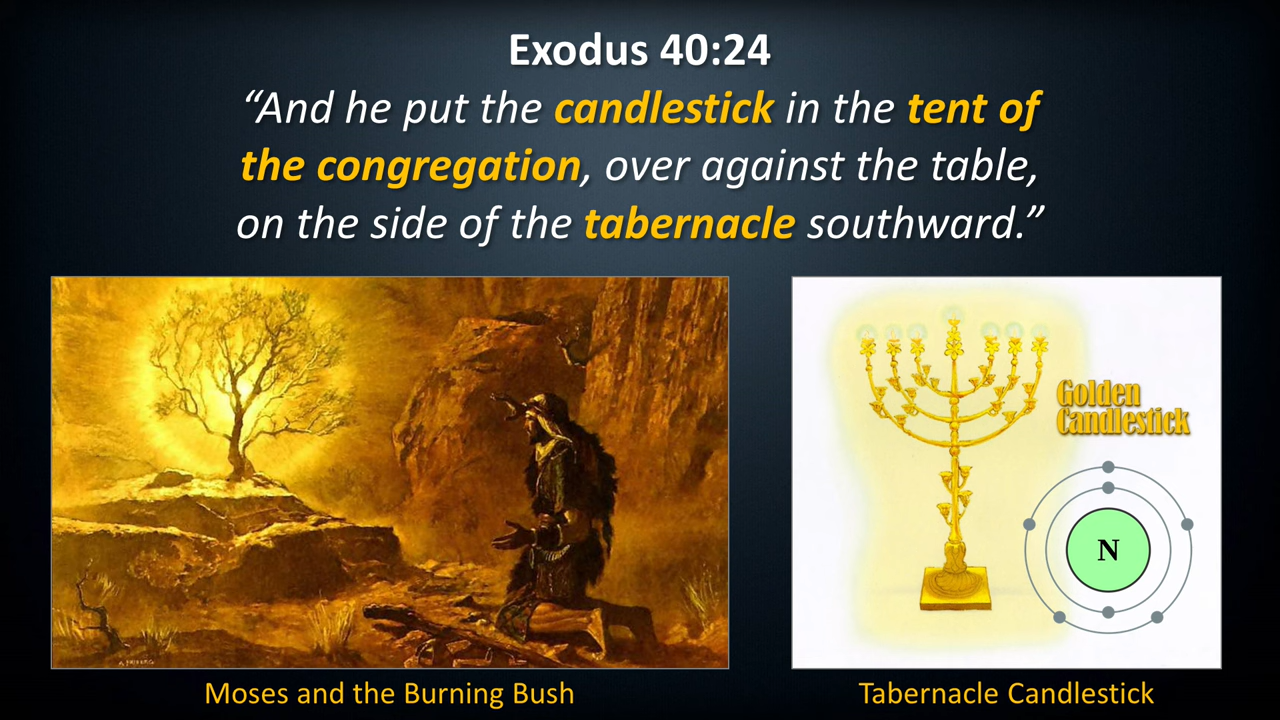 Exodus 40:24
“And he put the candlestick in the tent of
the congregation, over against the table,
on the side of the tabernacle southward.”
Golden
Candlestick
N
Moses and the Burning Bush
Tabernacle Candlestick